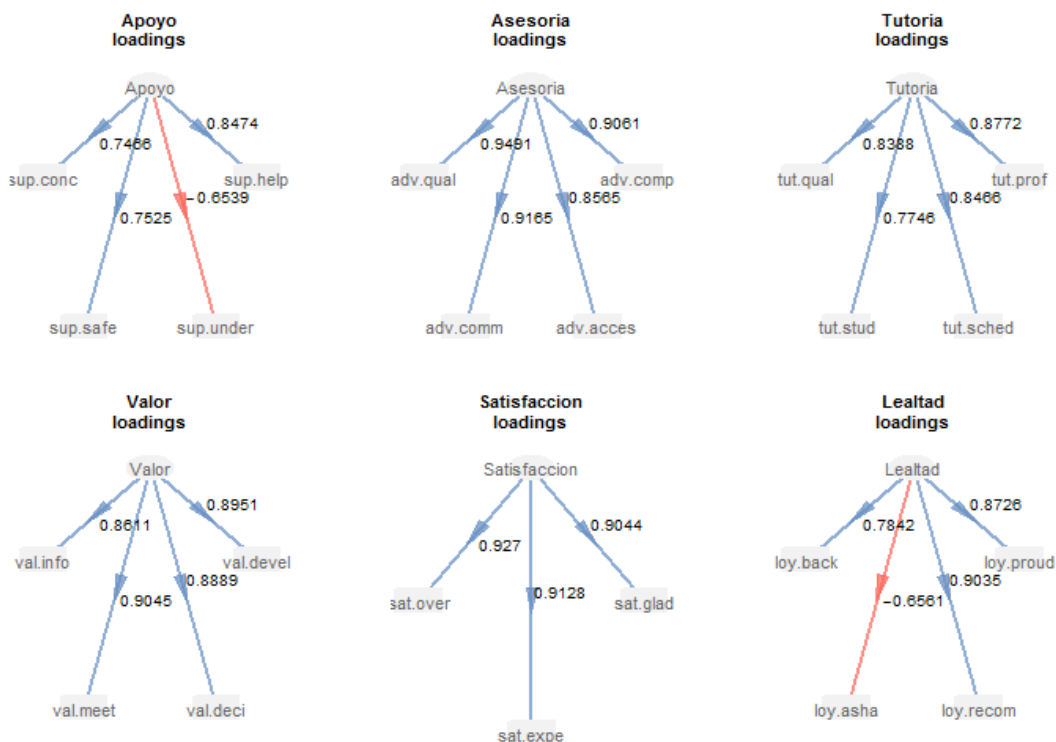 Apoyo
loadings
Apoyo
0.8474
0.7466
sup.conc
sup.help
-0.6539
0.7525
sup.safe
sup.under
Asesoria
loadings
Asesoria
0.9061
0.9491
adv.qual
adv.comp
0.8565
0.9165
adv.comm
adv.acces
Tutoria
loadings
Tutoria
0.8772
0.8388
tut.qual
tut.prof
0.8466
0.7746
tut.stud
tut.sched
Valor
loadings
Valor
0.8951
0.8611
val.info
val.devel
0.8889
0.9045
val.meet
val.deci
Satisfaccion
loadings
Satisfaccion
0.9044
0.927
0.9128
sat.over
sat.glad
sat.expe
Lealtad
loadings
Lealtad
0.8726
0.7842
loy.back
loy.proud
0.9035
-0.6561
loy.asha
loy.recom